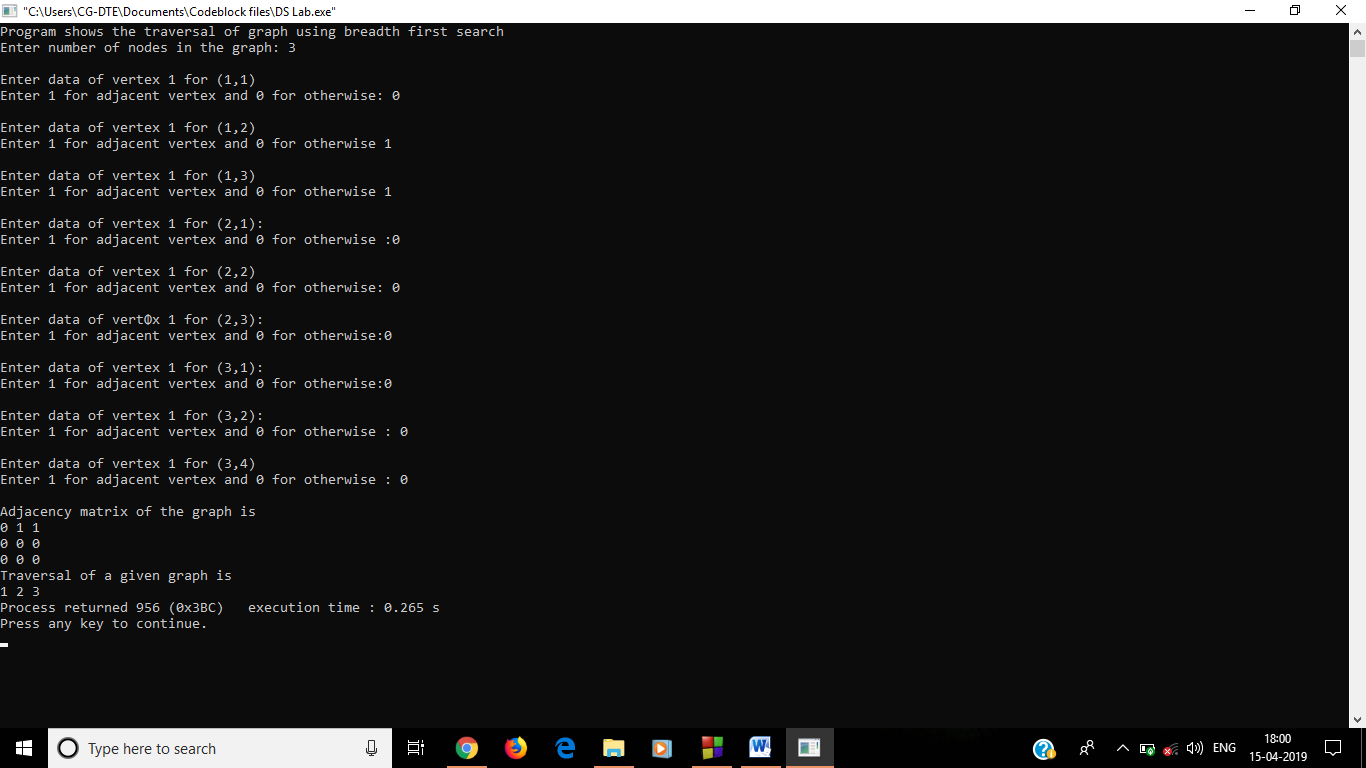 "C:\Users\CG-DTE\Documents\Codeblock files\DS Lab.exe"
Program shows the traversal of graph using breadth first search
Enter number of nodes in the graph: 3
Enter data of vertex 1 for (1,1)
Enter 1 for adjacent vertex and 0 for otherwise: 0
Enter data of vertex 1 for (1,2)
Enter 1 for adjacent vertex and 0 for otherwise 1
Enter data of vertex 1 for (1,3)
Enter 1 for adjacent vertex and 0 for otherwise 1
Enter data of vertex 1 for (2,1):
Enter 1 for adjacent vertex and 0 for otherwise :0
Enter data of vertex 1 for (2,2)
Enter 1 for adjacent vertex and 0 for otherwise: 0
Enter data of 1 for (2,3):
Enter 1 for adjacent vertex and 0 for otherwise:0
Enter data of vertex 1 for (3,1):
Enter 1 for adjacent vertex and 0 for otherwise:0
Enter data of vertex 1 for (3,2):
Enter 1 for adjacent vertex and 0 for otherwise : 0
Enter data of vertex 1 for (3,4)
Enter 1 for adjacent vertex and 0 for otherwise : 0
Adjacency matrix of the graph is
0 1 1
0 0 0
0 0 0
Traversal of a given graph is
1 2 3
Process returned 956 (0x3BC)   execution time : 0.265 s
Press any key to continue.
Type here to search
ENG
18:00
15-04-2019